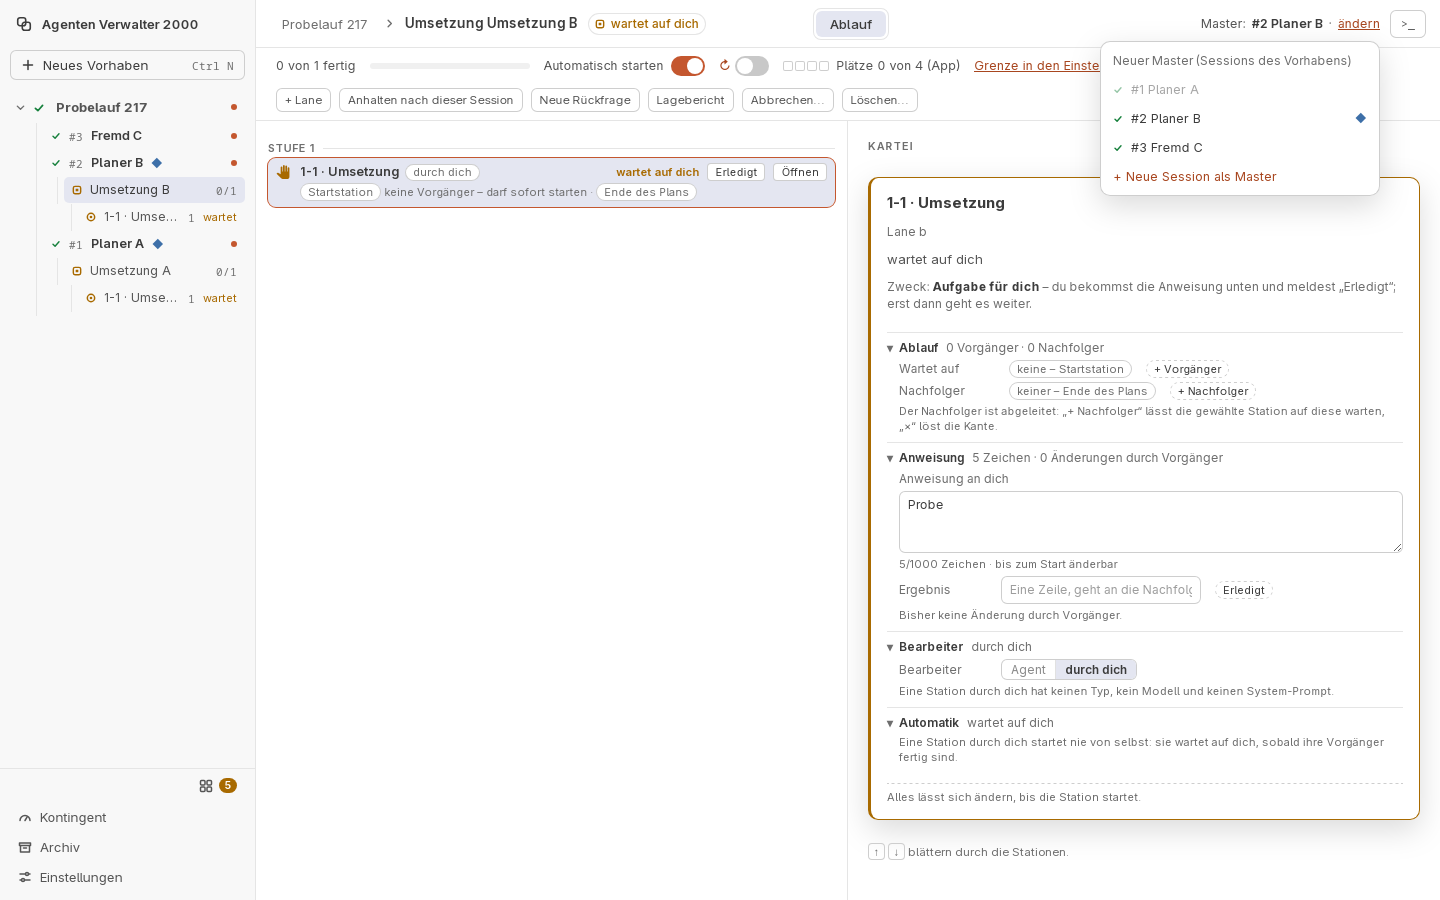 Agenten Verwalter 2000
Neues Vorhaben Ctrl N
Probelauf 217
#3 Fremd C
#2 Planer B
Umsetzung B 0/1
1-1 · Umse… 1 wartet
#1 Planer A
Umsetzung A 0/1
1-1 · Umse… 1 wartet
5
Kontingent
Archiv
Einstellungen
Probelauf 217 Umsetzung Umsetzung B wartet auf dich
Ablauf
Master: #2 Planer B · ändern >_
0 von 1 fertig Automatisch starten ↻ Plätze 0 von 4 (App) Grenze in den Einste
+ Lane Anhalten nach dieser Session Neue Rückfrage Lagebericht Abbrechen… Löschen…
Neuer Master (Sessions des Vorhabens)
#1 Planer A
#2 Planer B
#3 Fremd C
+ Neue Session als Master
STUFE 1
1-1 · Umsetzung durch dich wartet auf dich Erledigt Öffnen
Startstation keine Vorgänger – darf sofort starten · Ende des Plans
KARTEI
1-1 · Umsetzung
Lane b
wartet auf dich
Zweck: Aufgabe für dich – du bekommst die Anweisung unten und meldest „Erledigt“;
erst dann geht es weiter.
▾ Ablauf 0 Vorgänger · 0 Nachfolger
Wartet auf keine – Startstation + Vorgänger
Nachfolger keiner – Ende des Plans + Nachfolger
Der Nachfolger ist abgeleitet: „+ Nachfolger“ lässt die gewählte Station auf diese warten,
„×“ löst die Kante.
▾ Anweisung 5 Zeichen · 0 Änderungen durch Vorgänger
Anweisung an dich
Probe
5/1000 Zeichen · bis zum Start änderbar
Ergebnis Eine Zeile, geht an die Nachfolg Erledigt
Bisher keine Änderung durch Vorgänger.
▾ Bearbeiter durch dich
Bearbeiter Agent durch dich
Eine Station durch dich hat keinen Typ, kein Modell und keinen System-Prompt.
▾ Automatik wartet auf dich
Eine Station durch dich startet nie von selbst: sie wartet auf dich, sobald ihre Vorgänger
fertig sind.
Alles lässt sich ändern, bis die Station startet.
↑ ↓ blättern durch die Stationen.